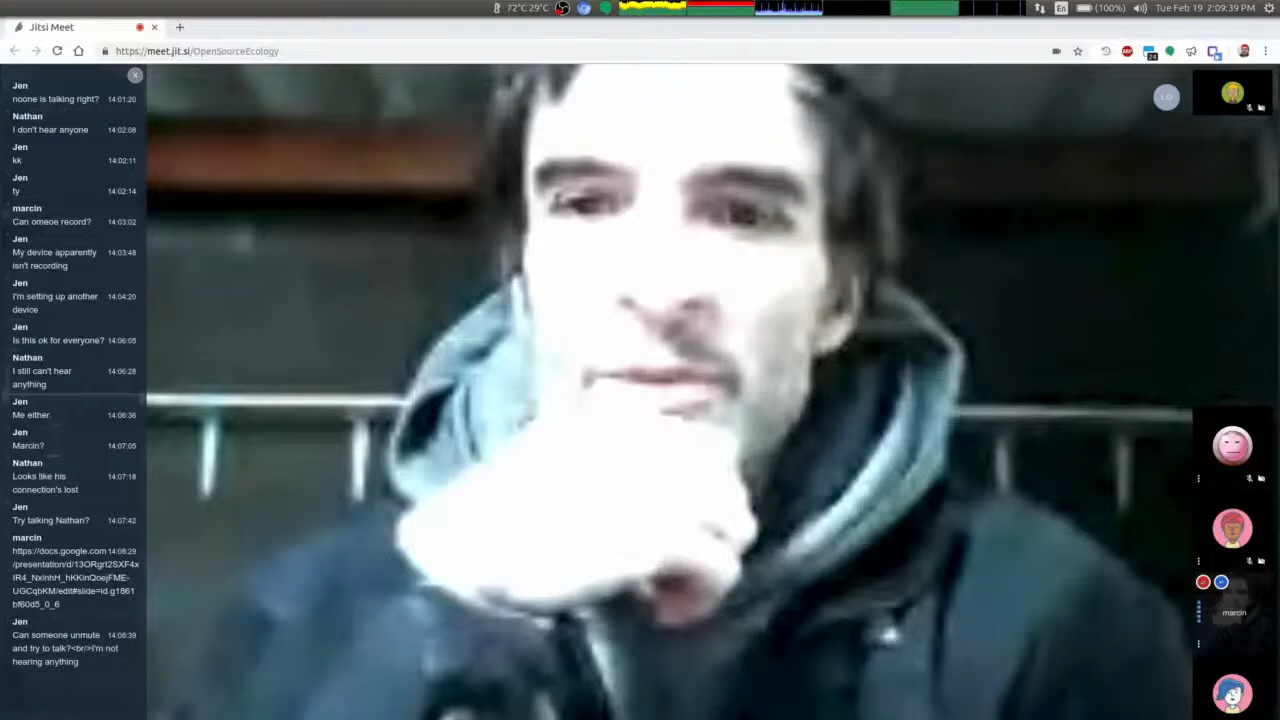 72°C 29°C
En
(100%)
Tue Feb 19 2:09:39 PM
Jitsi Meet
https://meet.jit.si/OpenSourceEcology
ABP
24
LO
Jen
noone is talking right? 14:01:20
Nathan
I don't hear anyone 14:02:08
Jen
kk 14:02:11
Jen
ty 14:02:14
marcin
Can omeoe record? 14:03:02
Jen
My device apparently 14:03:48
isn't recording
Jen
I'm setting up another 14:04:20
device
Jen
Is this ok for everyone? 14:06:05
Nathan
I still can't hear 14:06:28
anything
Jen
Me either. 14:06:36
Jen
Marcin? 14:07:05
Nathan
Looks like his 14:07:18
connection's lost
Jen
Try talking Nathan? 14:07:42
marcin
https://docs.google.com 14:08:29
/presentation/d/13ORgrI2SXF4x
IR4_NxinhH_hKKinQoejFME-
UGCqbKM/edit#slide=id.g1861
bf60d5_0_6
Jen
Can someone unmute 14:08:39
and try to talk?<br/>I'm not
hearing anything
marcin